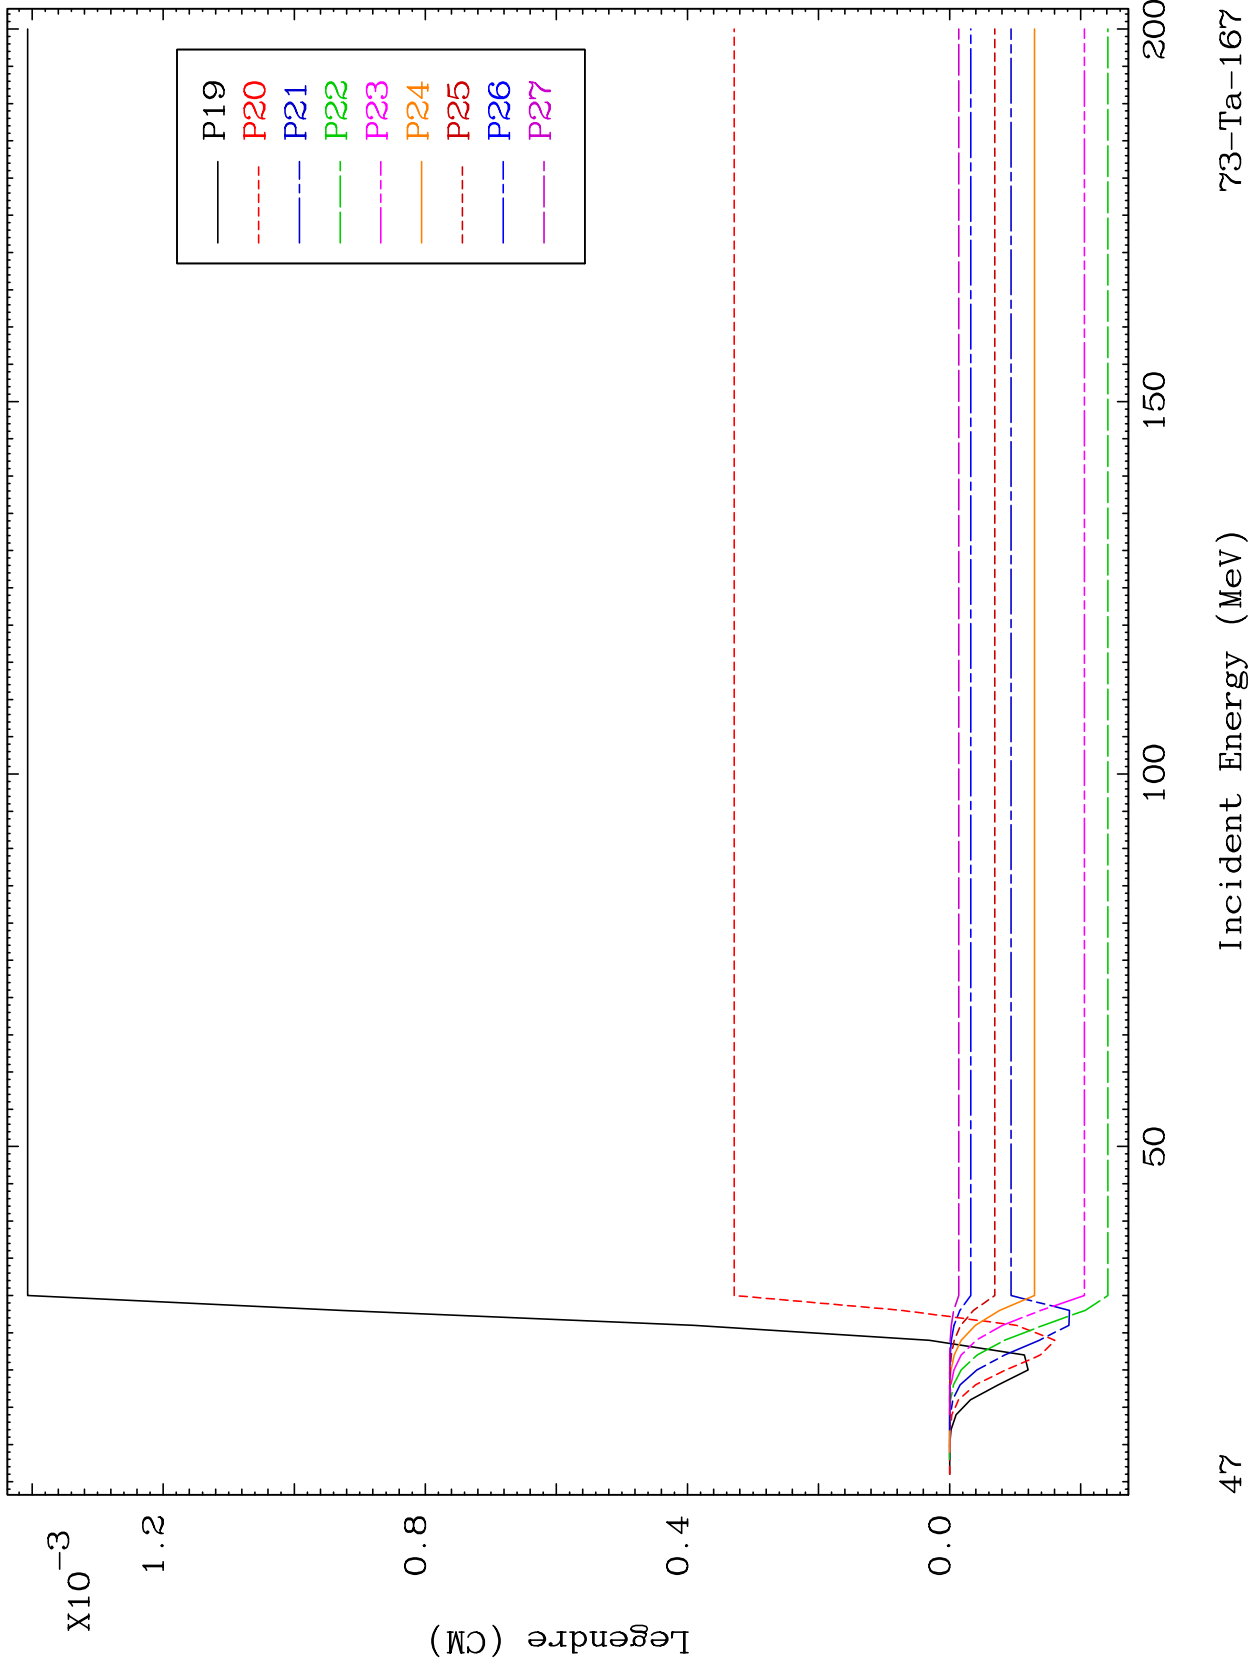 X10-3
1.2
0.8
0.4
0.0
Legendre (CM)
P19
P20
P21
P22
P23
P24
P25
P26
P27
50
100
150
200
Incident Energy (MeV)
47
73-Ta-167